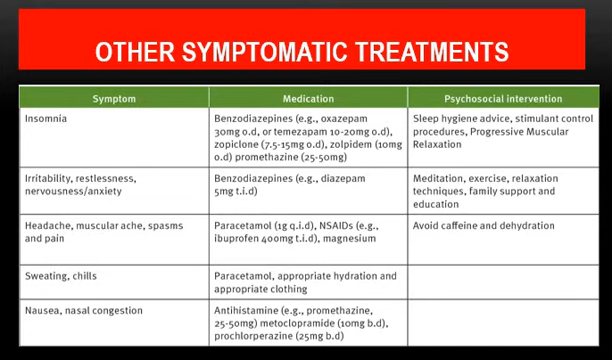 OTHER SYMPTOMATIC TREATMENTS
Symptom
Medication
Psychosocial intervention
Insomnia
Benzodiazepines (e.g., oxazepam
30mg o.d, or temezapam 10-20mg o.d),
zopiclone (7.5-15mg o.d), zolpidem (10mg
o.d) promethazine (25-50mg)
Sleep hygiene advice, stimulant control
procedures, Progressive Muscular
Relaxation
Irritability, restlessness,
nervousness/anxiety
Benzodiazepines (e.g., diazepam
5mg t.i.d)
Meditation, exercise, relaxation
techniques, family support and
education
Headache, muscular ache, spasms
and pain
Paracetamol (1g q.i.d), NSAIDs (e.g.,
ibuprofen 400mg t.i.d), magnesium
Avoid caffeine and dehydration
Sweating, chills
Paracetamol, appropriate hydration and
appropriate clothing
Nausea, nasal congestion
Antihistamine (e.g., promethazine,
25-50mg) metoclopramide (10mg b.d),
prochlorperazine (25mg b.d)